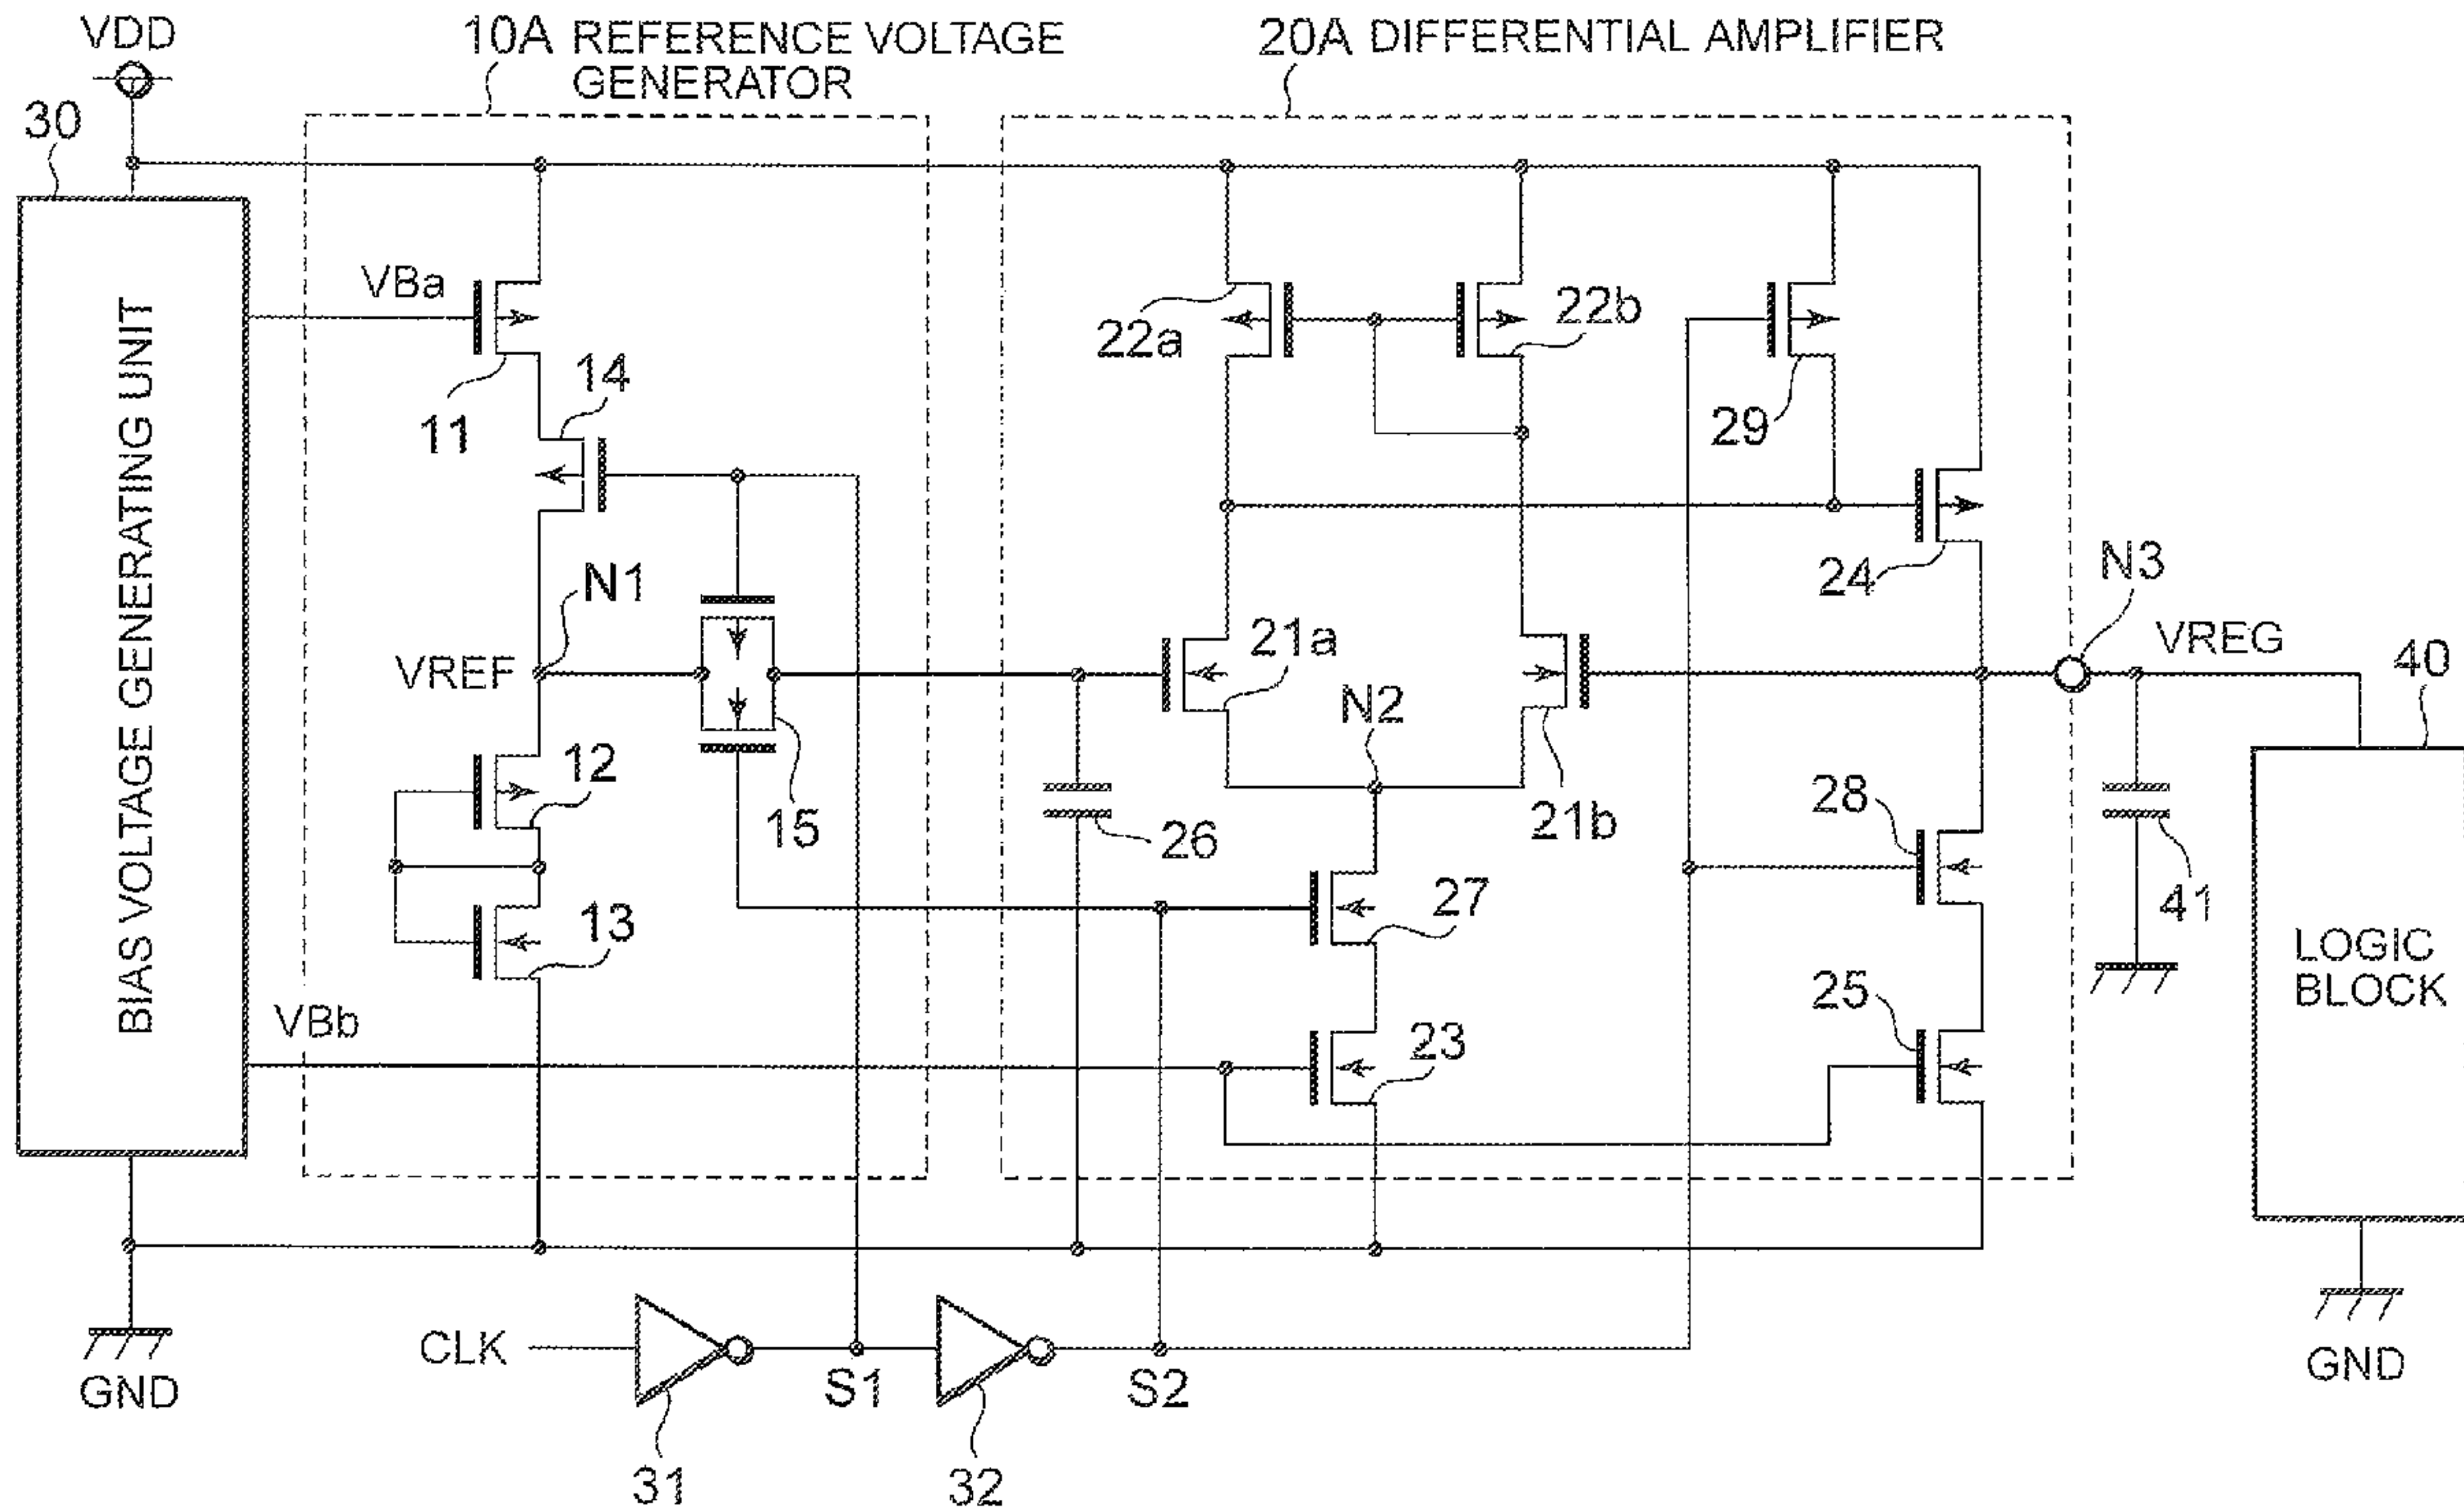 VDD
10A REFERENCE VOLTAGE
GENERATOR
20A DIFFERENTIAL AMPLIFIER
30
BIAS VOLTAGE GENERATING UNIT
VBa
11
14
22a
22b
29
24
N1
VREF
21a
N2
21b
N3
VREG
40
12
15
26
28
41
13
27
LOGIC
BLOCK
25
VBb
23
CLK
S1
S2
GND
GND
31
32